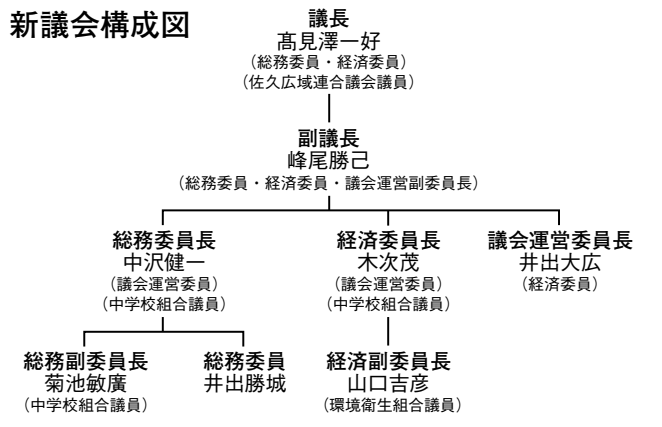 新議会構成図
議長
髙見澤一好
(総務委員・経済委員)
(佐久広域連合議会議員)
副議長
峰尾勝己
(総務委員・経済委員・議会運営副委員長)
総務委員長
中沢健一
(議会運営委員)
(中学校組合議員)
経済委員長
木次茂
(議会運営委員)
(中学校組合議員)
議会運営委員長
井出大広
(経済委員)
総務副委員長
菊池敏廣
(中学校組合議員)
総務委員
井出勝城
経済副委員長
山口吉彦
(環境衛生組合議員)